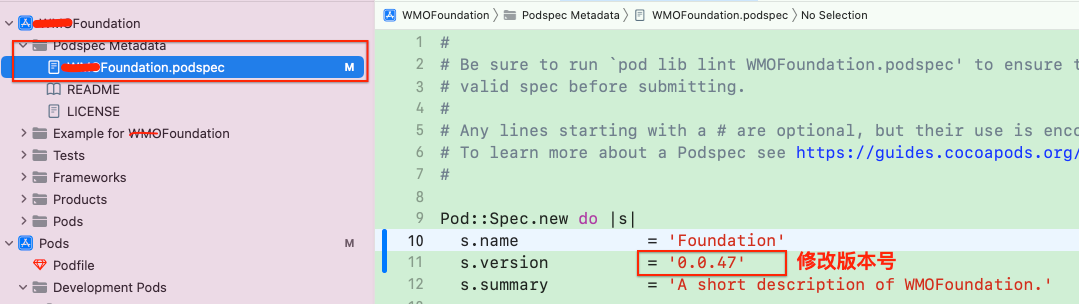 WMOFoundation
Podspec Metadata
Foundation.podspec M
README
LICENSE
Example for WMOFoundation
Tests
Frameworks
Products
Pods
Pods M
Podfile
Development Pods
WMOFoundation 〉 Podspec Metadata 〉 WMOFoundation.podspec 〉 No Selection
1 #
2 # Be sure to run `pod lib lint WMOFoundation.podspec' to ensure t
3 # valid spec before submitting.
4 #
5 # Any lines starting with a # are optional, but their use is enco
6 # To learn more about a Podspec see https://guides.cocoapods.org/
7 #
8
9 Pod::Spec.new do |s|
10 s.name = 'Foundation'
11 s.version = '0.0.47' 修改版本号
12 s.summary = 'A short description of WMOFoundation.'